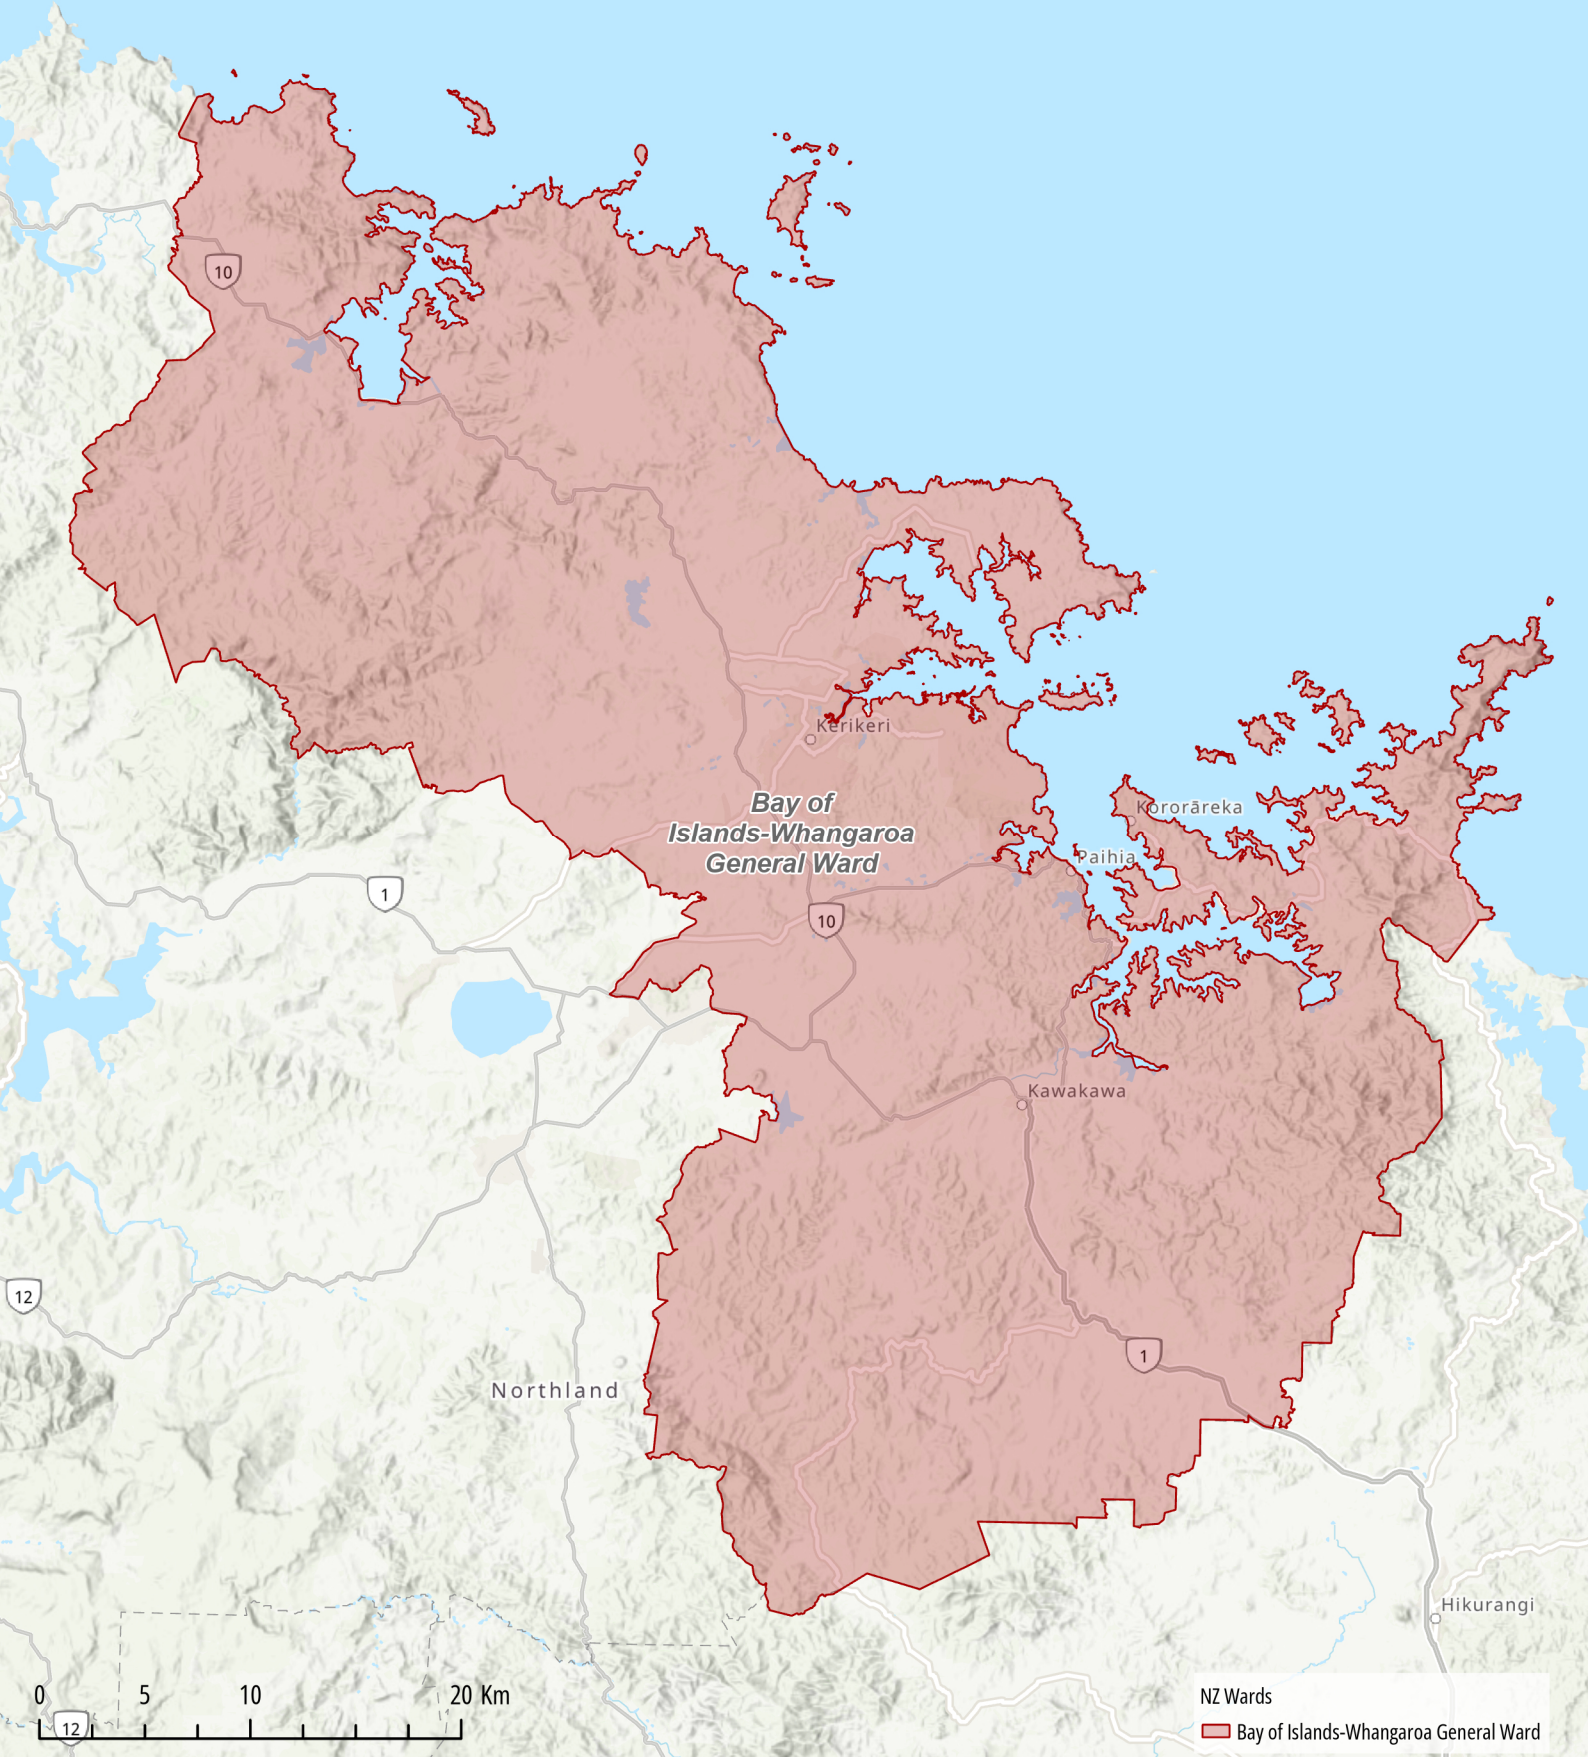 10
Kerikeri
Bay of
Islands-Whangaroa
General Ward
Kororāreka
Paihia
1
10
Kawakawa
12
1
Northland
Hikurangi
0 5 10 20 Km
12
NZ Wards
Bay of Islands-Whangaroa General Ward